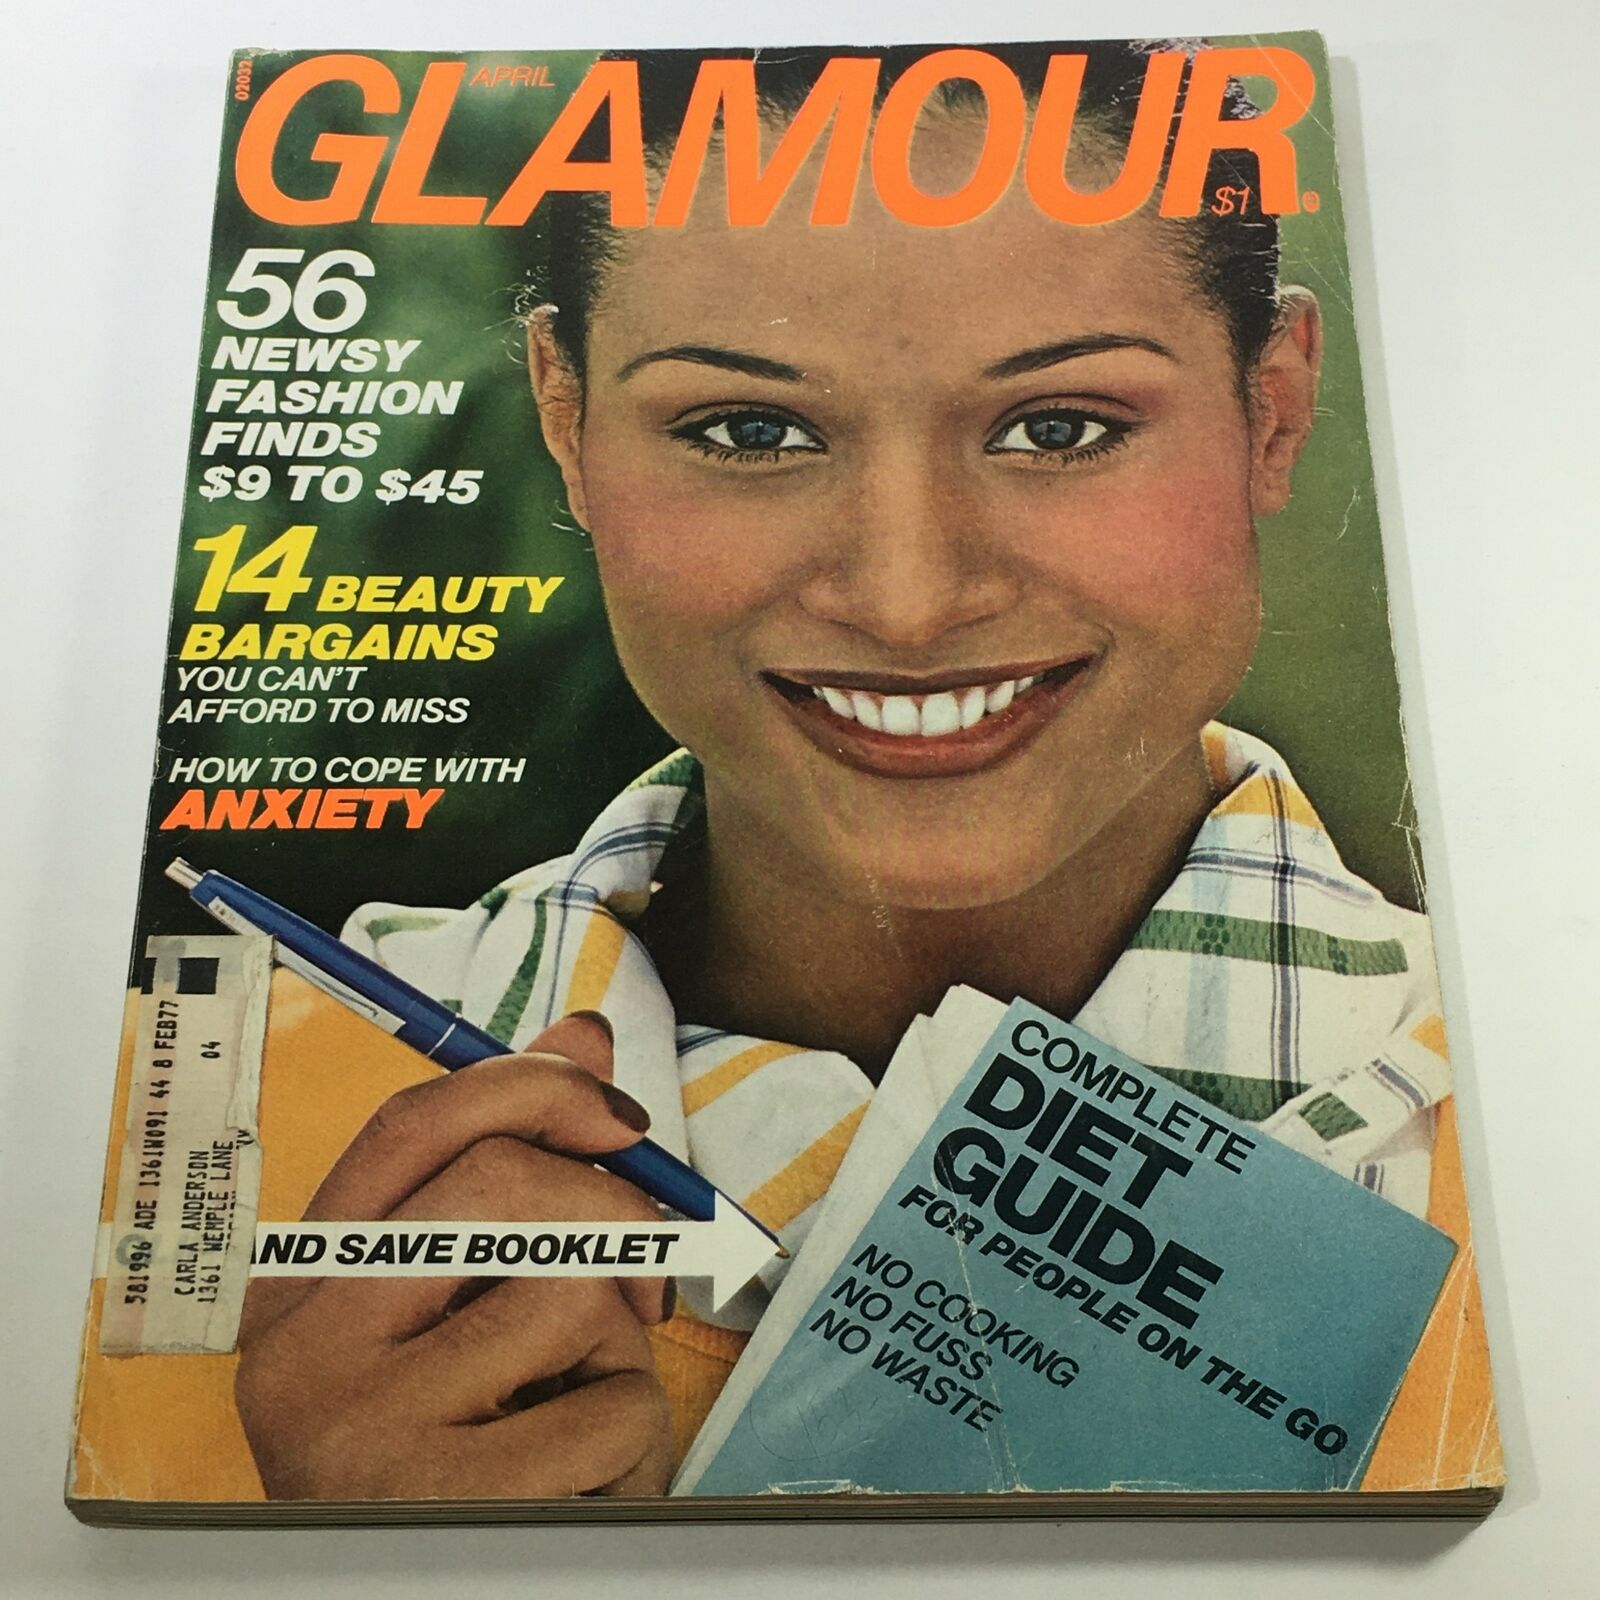 02032
GLAMOUR®
APRIL
$1
56
NEWSY
FASHION
FINDS
$9 TO $45
14 BEAUTY
BARGAINS
YOU CAN'T
AFFORD TO MISS
HOW TO COPE WITH
ANXIETY
581996 ADE 1361W091 44 8 FEB77
04
CARLA ANDERSON
1361 WEMPLE LANE
AND SAVE BOOKLET
COMPLETE
DIET
GUIDE
FOR PEOPLE ON THE GO
NO COOKING
NO FUSS
NO WASTE